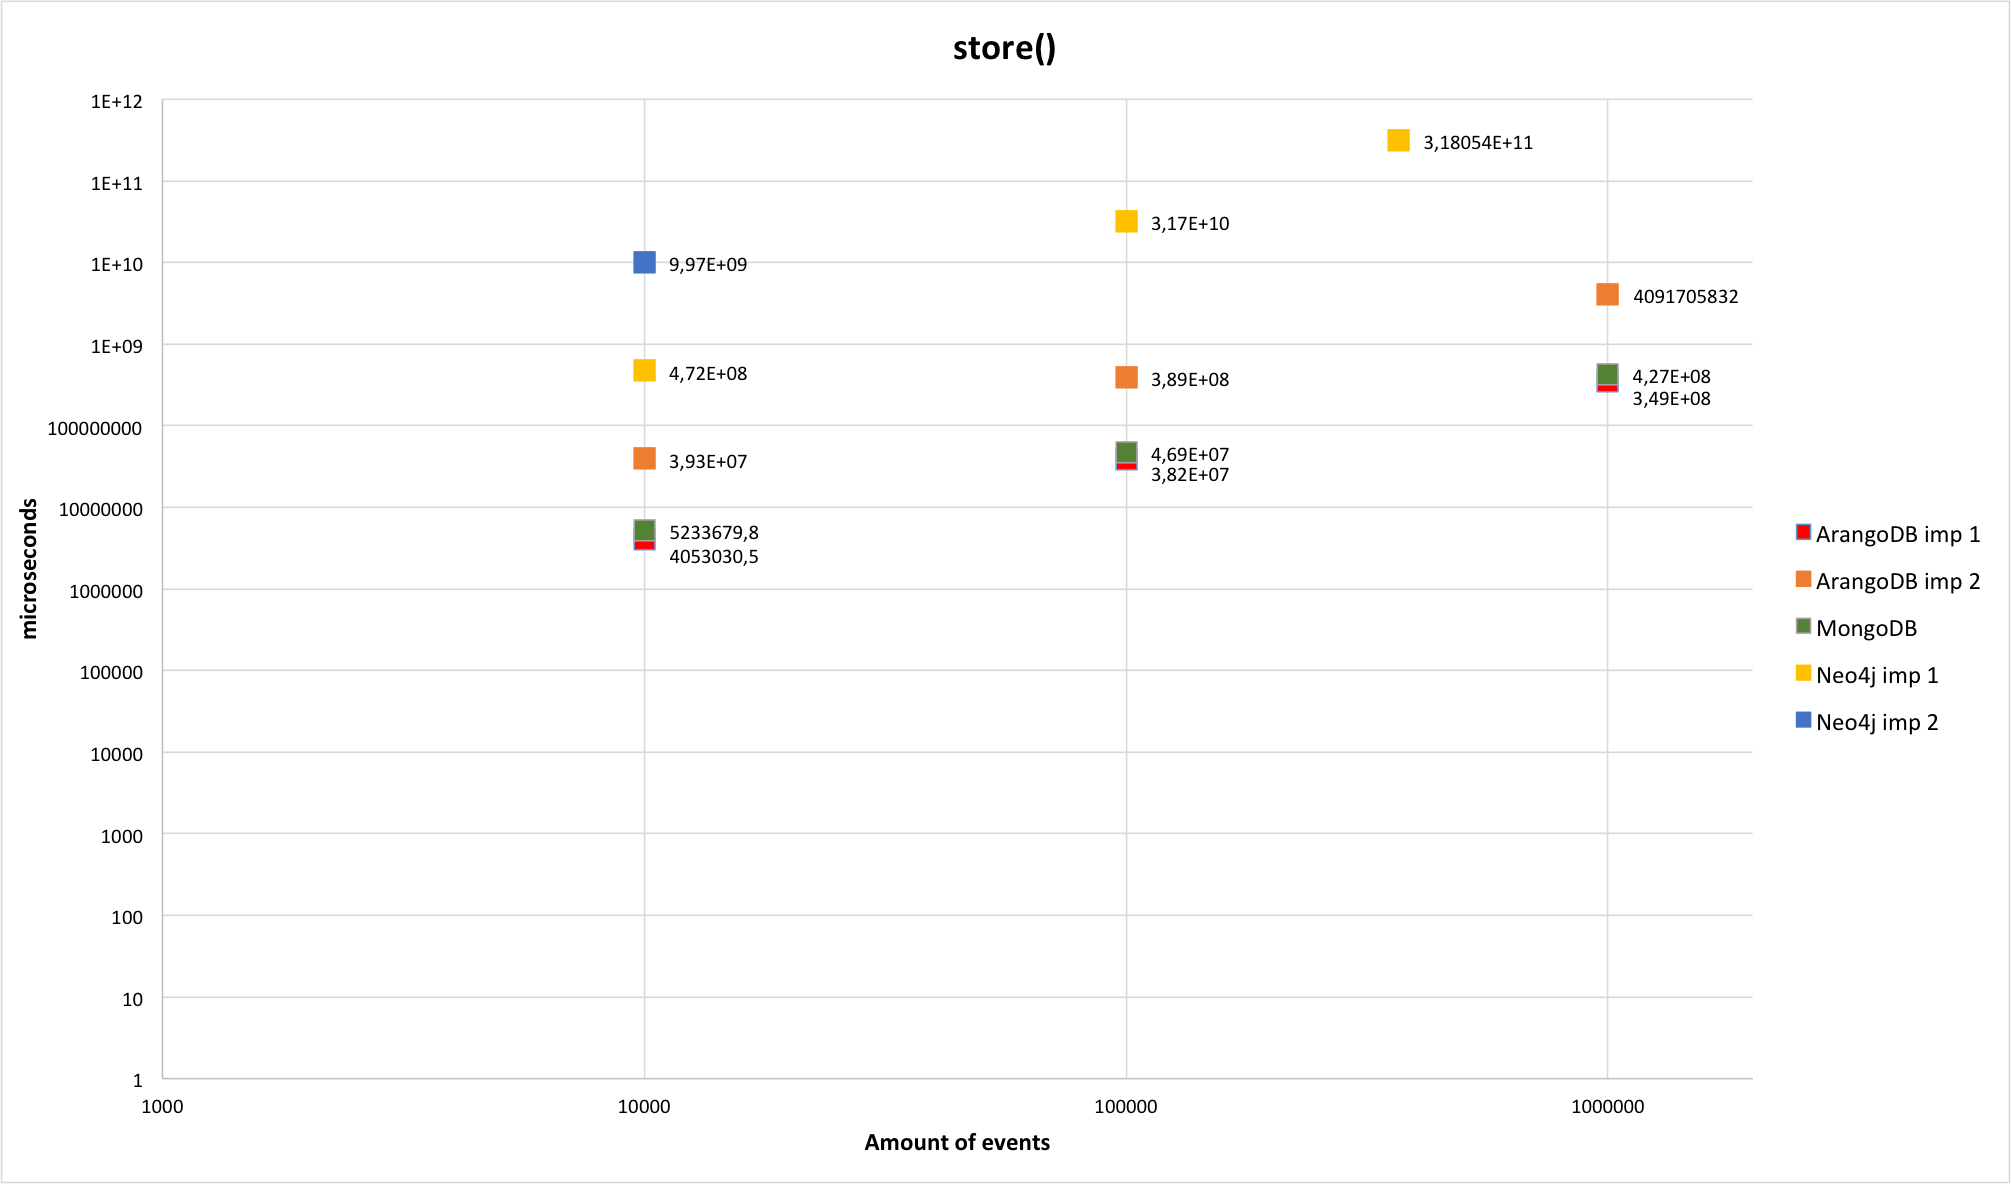 store()
1E+12
1E+11
1E+10
1E+09
100000000
10000000
1000000
100000
10000
1000
100
10
1
microseconds
3,18054E+11
3,17E+10
9,97E+09
4091705832
4,72E+08
3,89E+08
4,27E+08
3,49E+08
3,93E+07
4,69E+07
3,82E+07
5233679,8
4053030,5
1000
10000
100000
1000000
Amount of events
ArangoDB imp 1
ArangoDB imp 2
MongoDB
Neo4j imp 1
Neo4j imp 2